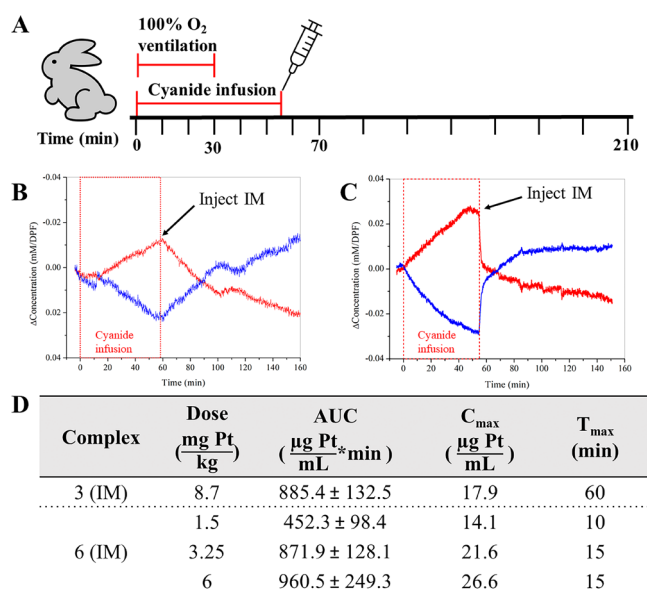 A
100% O2
ventilation
Cyanide infusion
Time (min)
0
30
70
210
B
-0.04
-0.02
0.00
0.02
0.04
ΔConcentration (mM/DPF)
Inject IM
Cyanide
infusion
0 20 40 60 80 100 120 140 160
Time (min)
C
0.04
0.02
0.00
-0.02
-0.04
ΔConcentration (mM/DPF)
Inject IM
Cyanide
infusion
0 20 40 60 80 100 120 140 160
Time (min)
D
Complex Dose (mg Pt/kg) AUC (µg Pt/mL*min) Cmax (µg Pt/mL) Tmax (min)
3 (IM) 8.7 885.4 ± 132.5 17.9 60
1.5 452.3 ± 98.4 14.1 10
6 (IM) 3.25 871.9 ± 128.1 21.6 15
6 960.5 ± 249.3 26.6 15